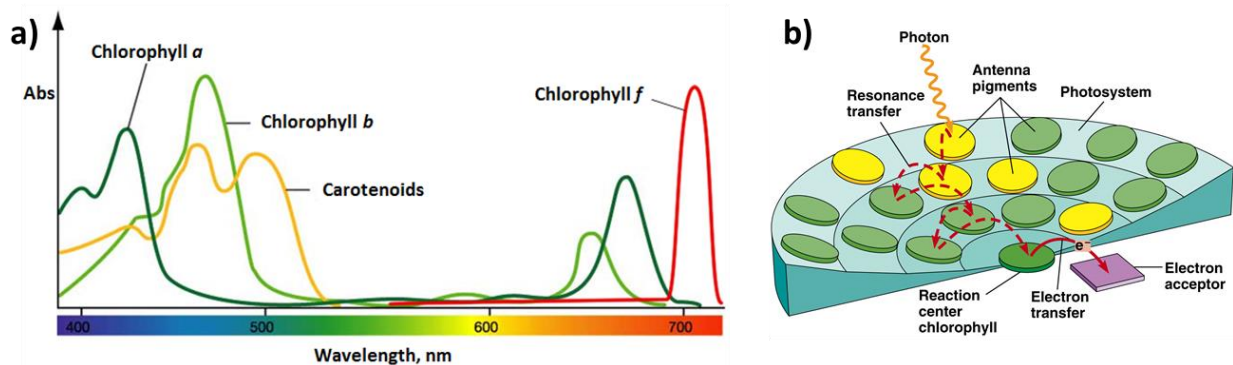 a)
Chlorophyll a
Abs
Chlorophyll b
Carotenoids
Chlorophyll f
400
500
600
700
Wavelength, nm
b)
Photon
Antenna
pigments
Resonance
transfer
Photosystem
e⁻
Reaction
center
chlorophyll
Electron
transfer
Electron
acceptor